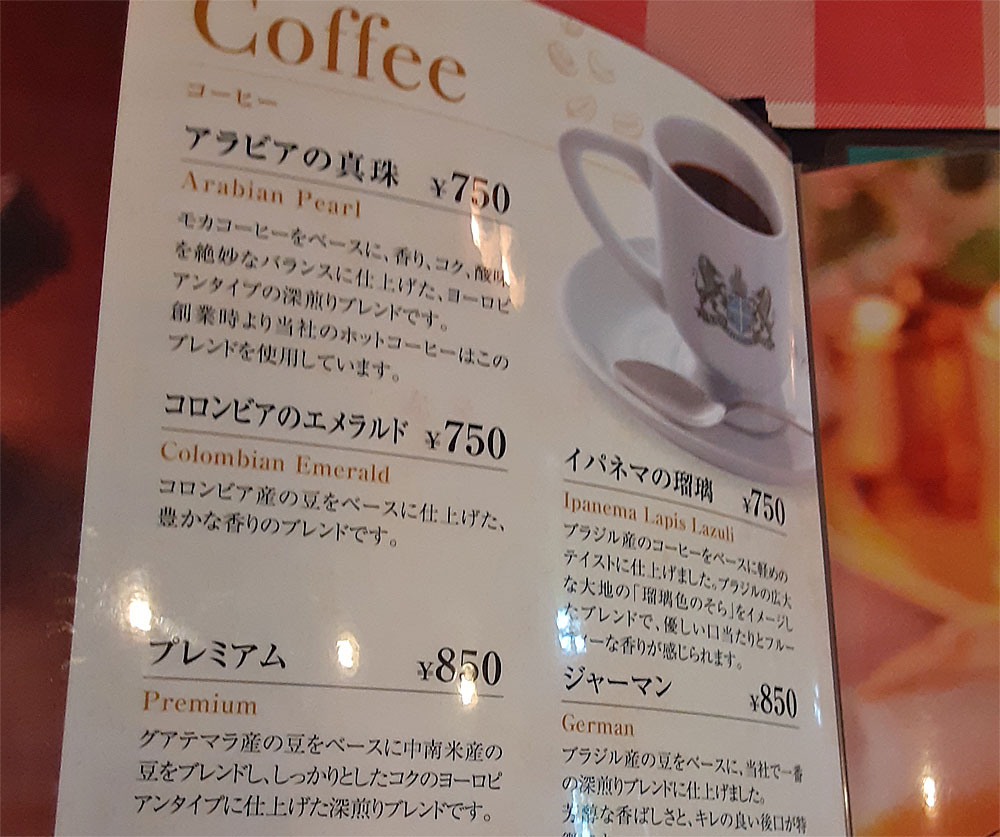 Coffee
コーヒー
アラビアの真珠 ¥750
Arabian Pearl
モカコーヒーをベースに、香り、コク、酸味
を絶妙なバランスに仕上げた、ヨーロピ
アンタイプの深煎りブレンドです。
創業時より当社のホットコーヒーはこの
ブレンドを使用しています。
コロンビアのエメラルド ¥750
Colombian Emerald
コロンビア産の豆をベースに仕上げた、
豊かな香りのブレンドです。
プレミアム ¥850
Premium
グアテマラ産の豆をベースに中南米産の
豆をブレンドし、しっかりとしたコクのヨーロピ
アンタイプに仕上げた深煎りブレンドです。
イパネマの瑠璃 ¥750
Ipanema Lapis Lazuli
ブラジル産のコーヒーをベースに軽めの
テイストに仕上げました。ブラジルの広大
な大地の「瑠璃色のそら」をイメージし
たブレンドで、優しい口当たりとフルー
ティーな香りが感じられます。
ジャーマン ¥850
German
ブラジル産の豆をベースに、当社で一番
の深煎りブレンドに仕上げました。
芳醇な香ばしさと、キレの良い後口が特